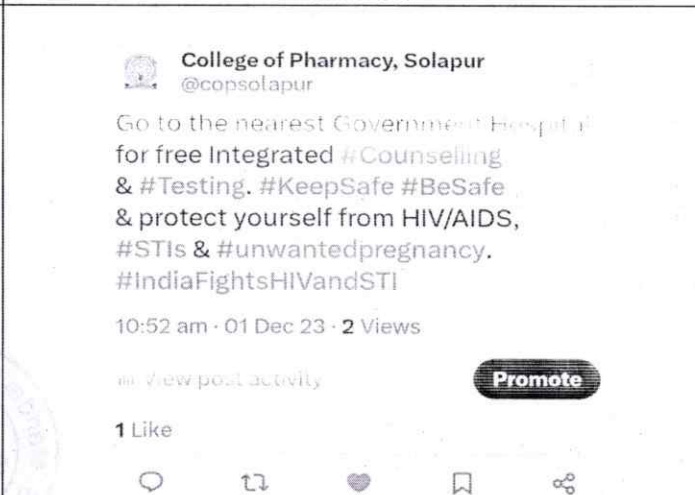 College of Pharmacy, Solapur
@copsolapur
Go to the nearest Government Hospital
for free Integrated #Counselling
& #Testing. #KeepSafe #BeSafe
& protect yourself from HIV/AIDS,
#STIs & #unwantedpregnancy.
#IndiaFightsHIVandSTI
10:52 am · 01 Dec 23 · 2 Views
View post activity
Promote
1 Like